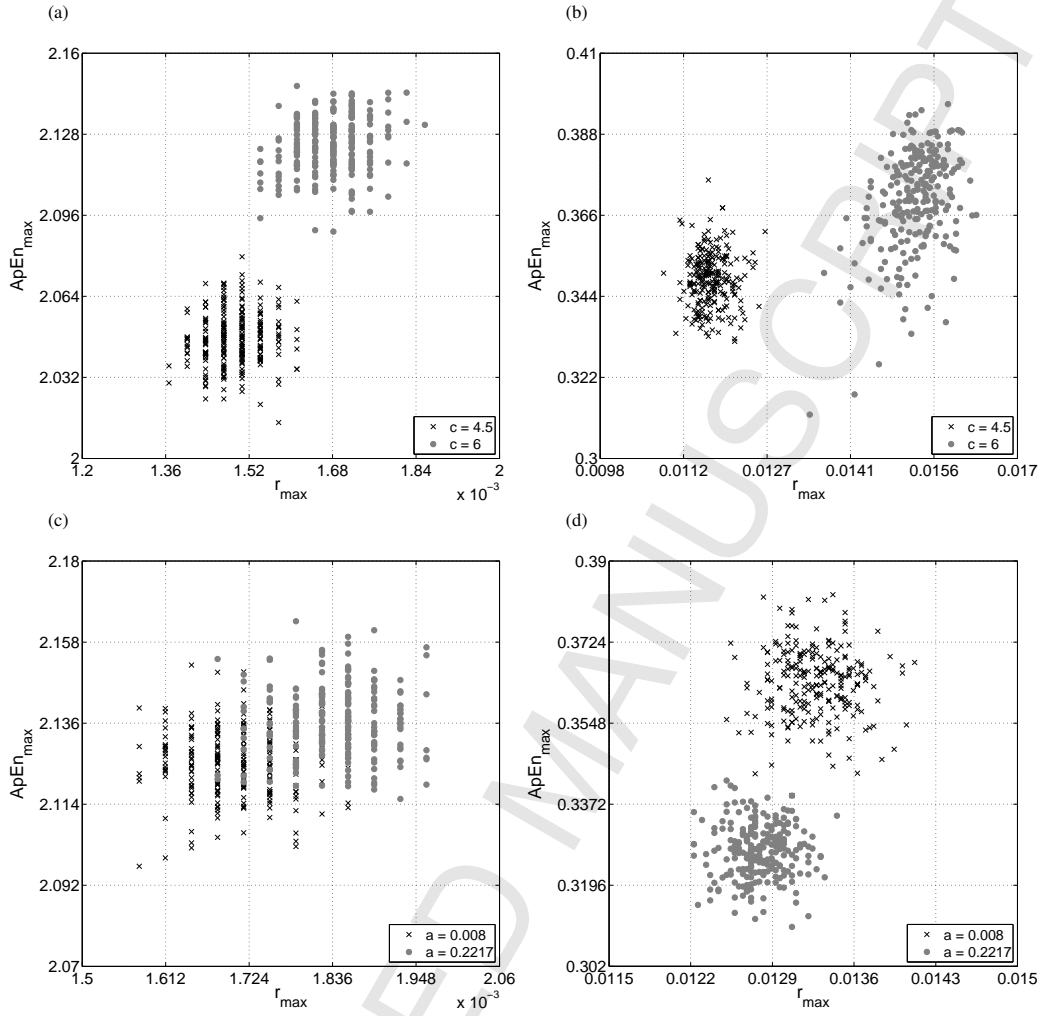 (a)
2.16
2.128
2.096
2.064
2.032
2
ApEn_max
1.2
1.36
1.52
1.68
1.84
2
r_max
x 10^-3
× c = 4.5
● c = 6
(b)
0.41
0.388
0.366
0.344
0.322
0.3
ApEn_max
0.0098
0.0112
0.0127
0.0141
0.0156
0.017
r_max
× c = 4.5
● c = 6
(c)
2.18
2.158
2.136
2.114
2.092
2.07
ApEn_max
1.5
1.612
1.724
1.836
1.948
2.06
r_max
x 10^-3
× a = 0.008
● a = 0.2217
(d)
0.39
0.3724
0.3548
0.3372
0.3196
0.302
ApEn_max
0.0115
0.0122
0.0129
0.0136
0.0143
0.015
r_max
× a = 0.008
● a = 0.2217
ED MANUSCRIPT